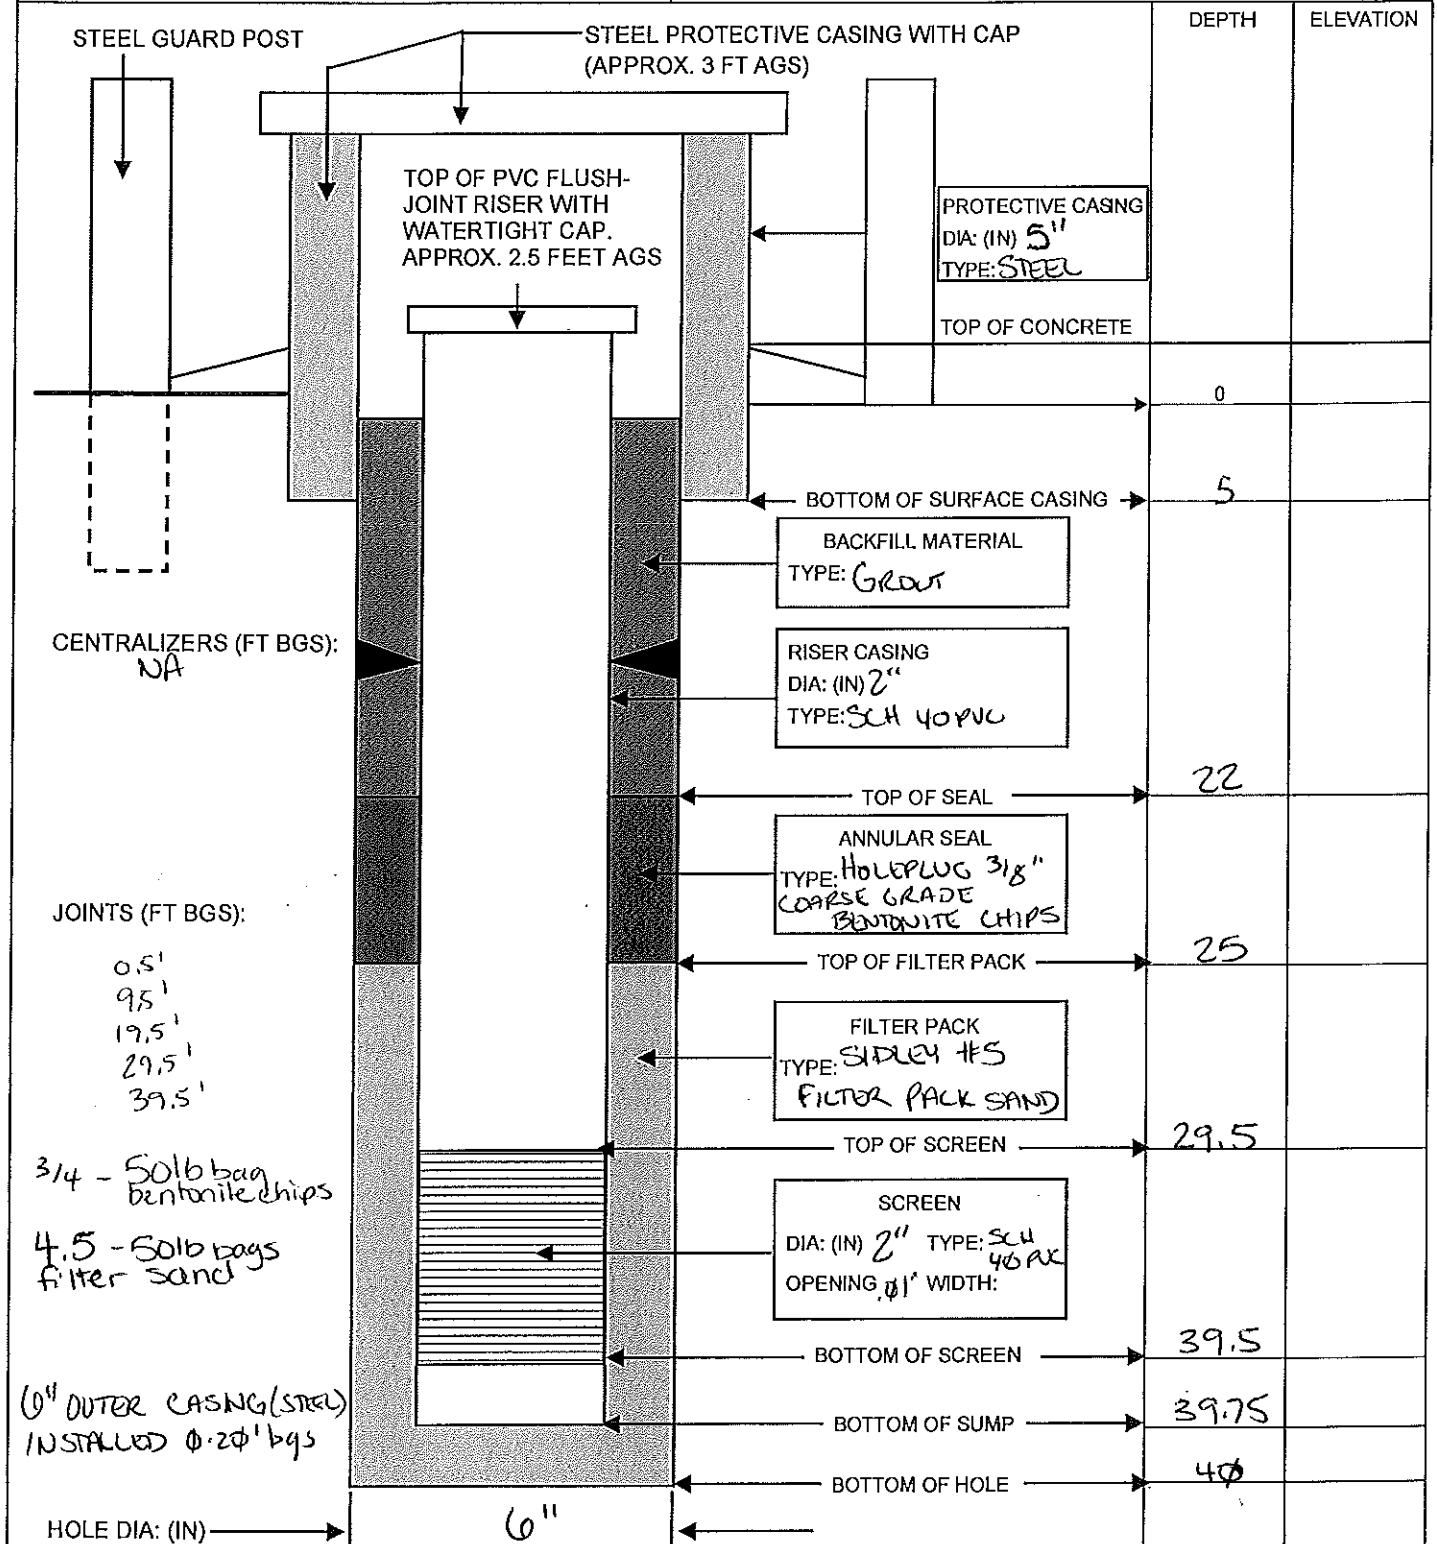 DEPTH
ELEVATION
STEEL GUARD POST
STEEL PROTECTIVE CASING WITH CAP
(APPROX. 3 FT AGS)
TOP OF PVC FLUSH-
JOINT RISER WITH
WATERTIGHT CAP.
APPROX. 2.5 FEET AGS
PROTECTIVE CASING
DIA: (IN) 5"
TYPE: STEEL
TOP OF CONCRETE
0
BOTTOM OF SURFACE CASING 5
BACKFILL MATERIAL
TYPE: GROUT
CENTRALIZERS (FT BGS):
NA
RISER CASING
DIA: (IN) 2"
TYPE: SCH 40 PVC
TOP OF SEAL 22
ANNULAR SEAL
TYPE: HOLEPLUG 3/8"
COARSE GRADE
BENTONITE CHIPS
JOINTS (FT BGS):
0.5'
9.5'
19.5'
29.5'
39.5'
TOP OF FILTER PACK 25
FILTER PACK
TYPE: SIDLEY #5
FILTER PACK SAND
TOP OF SCREEN 29.5
3/4 - 50lb bag
bentonite chips
4.5 - 50lb bags
filter sand
SCREEN
DIA: (IN) 2" TYPE: SCH
40 PVC
OPENING .01" WIDTH:
BOTTOM OF SCREEN 39.5
6" OUTER CASING (STEEL)
INSTALLED 0-20' bgs
BOTTOM OF SUMP 39.75
BOTTOM OF HOLE 40
HOLE DIA: (IN) 6"